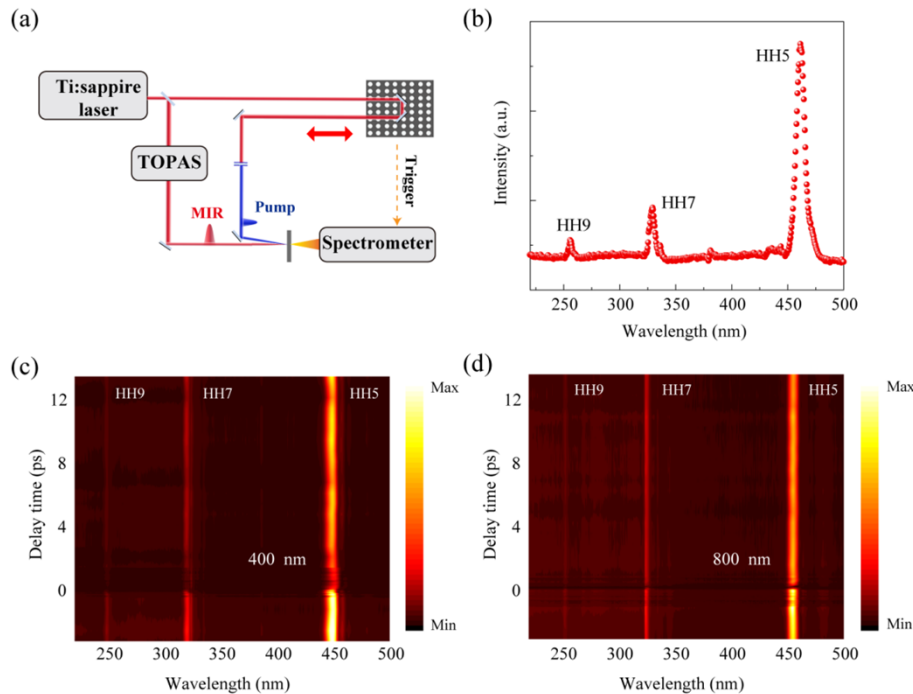 (a)
Ti:sappire
laser
TOPAS
MIR
Pump
Trigger
Spectrometer
(b)
HH5
HH7
HH9
Intensity (a.u.)
250 300 350 400 450 500
Wavelength (nm)
(c)
HH9 HH7 HH5
Max
12
8
4
0
Delay time (ps)
400 nm
Min
250 300 350 400 450 500
Wavelength (nm)
(d)
HH9 HH7 HH5
Max
12
8
4
0
Delay time (ps)
800 nm
Min
250 300 350 400 450 500
Wavelength (nm)